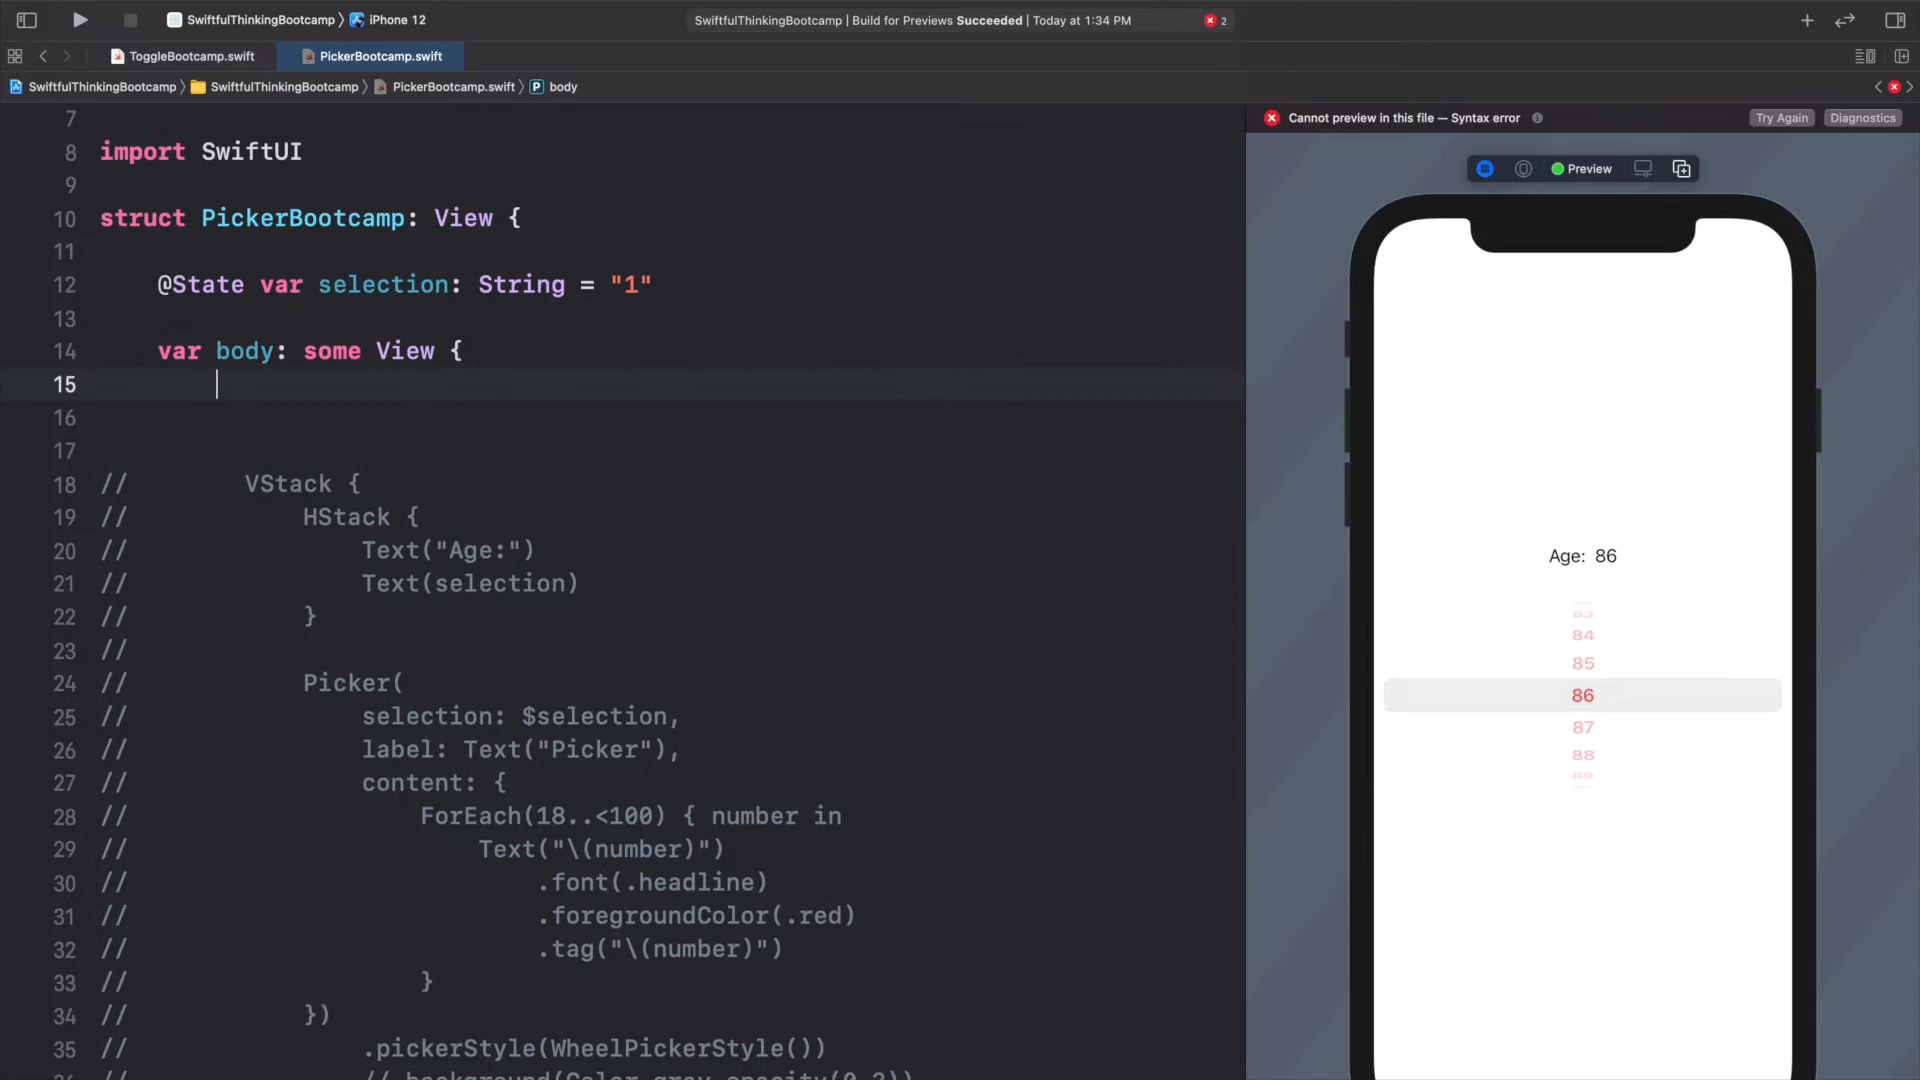 SwiftfulThinkingBootcamp 〉 iPhone 12
SwiftfulThinkingBootcamp | Build for Previews Succeeded | Today at 1:34 PM
2
ToggleBootcamp.swift
PickerBootcamp.swift
SwiftfulThinkingBootcamp 〉 SwiftfulThinkingBootcamp 〉 PickerBootcamp.swift 〉 P body
7
8 import SwiftUI
9
10 struct PickerBootcamp: View {
11
12 @State var selection: String = "1"
13
14 var body: some View {
15
16
17
18 // VStack {
19 // HStack {
20 // Text("Age:")
21 // Text(selection)
22 // }
23 //
24 // Picker(
25 // selection: $selection,
26 // label: Text("Picker"),
27 // content: {
28 // ForEach(18..<100) { number in
29 // Text("\(number)")
30 // .font(.headline)
31 // .foregroundColor(.red)
32 // .tag("\(number)")
33 // }
34 // })
35 // .pickerStyle(WheelPickerStyle())
Cannot preview in this file — Syntax error
Try Again
Diagnostics
Preview
Age: 86
83
84
85
86
87
88
89